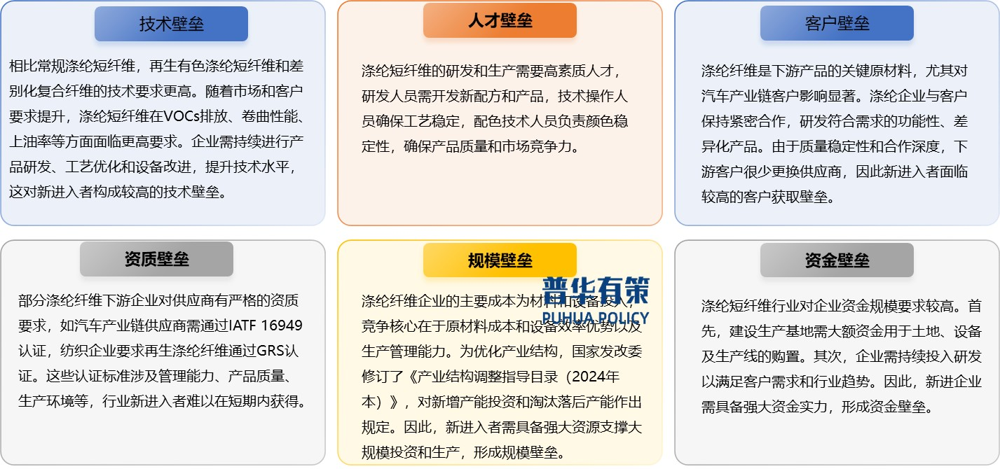 技术壁垒
相比常规涤纶短纤维，再生有色涤纶短纤维和差
别化复合纤维的技术要求更高。随着市场和客户
要求提升，涤纶短纤维在VOCs排放、卷曲性能、
上油率等方面面临更高要求。企业需持续进行产
品研发、工艺优化和设备改进，提升技术水平，
这对新进入者构成较高的技术壁垒。
人才壁垒
涤纶短纤维的研发和生产需要高素质人才，
研发人员需开发新配方和产品，技术操作人
员确保工艺稳定，配色技术人员负责颜色稳
定性，确保产品质量和市场竞争力。
客户壁垒
涤纶纤维是下游产品的关键原材料，尤其对
汽车产业链客户影响显著。涤纶企业与客户
保持紧密合作，研发符合需求的功能性、差
异化产品。由于质量稳定性和合作深度，下
游客户很少更换供应商，因此新进入者面临
较高的客户获取壁垒。
资质壁垒
部分涤纶纤维下游企业对供应商有严格的资质
要求，如汽车产业链供应商需通过IATF 16949
认证，纺织企业要求再生涤纶纤维通过GRS认
证。这些认证标准涉及管理能力、产品质量、
生产环境等，行业新进入者难以在短期内获得。
规模壁垒
普华有策
PUHUA POLICY
涤纶纤维企业的主要成本为材料和设备投入，
竞争核心在于原材料成本和设备效率优势以及
生产管理能力。为优化产业结构，国家发改委
修订了《产业结构调整指导目录（2024年
本）》，对新增产能投资和淘汰落后产能作出
规定。因此，新进入者需具备强大资源支撑大
规模投资和生产，形成规模壁垒。
资金壁垒
涤纶短纤维行业对企业资金规模要求较高。首
先，建设生产基地需大额资金用于土地、设备
及生产线的购置。其次，企业需持续投入研发
以满足客户需求和行业趋势。因此，新进企业
需具备强大资金实力，形成资金壁垒。